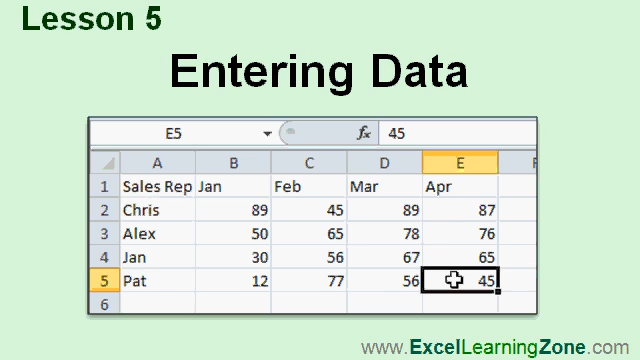 Lesson 5
Entering Data
E5 fx 45
A B C D E F
1 Sales Rep Jan Feb Mar Apr
2 Chris 89 45 89 87
3 Alex 50 65 78 76
4 Jan 30 56 67 65
5 Pat 12 77 56 45
6
www.ExcelLearningZone.com